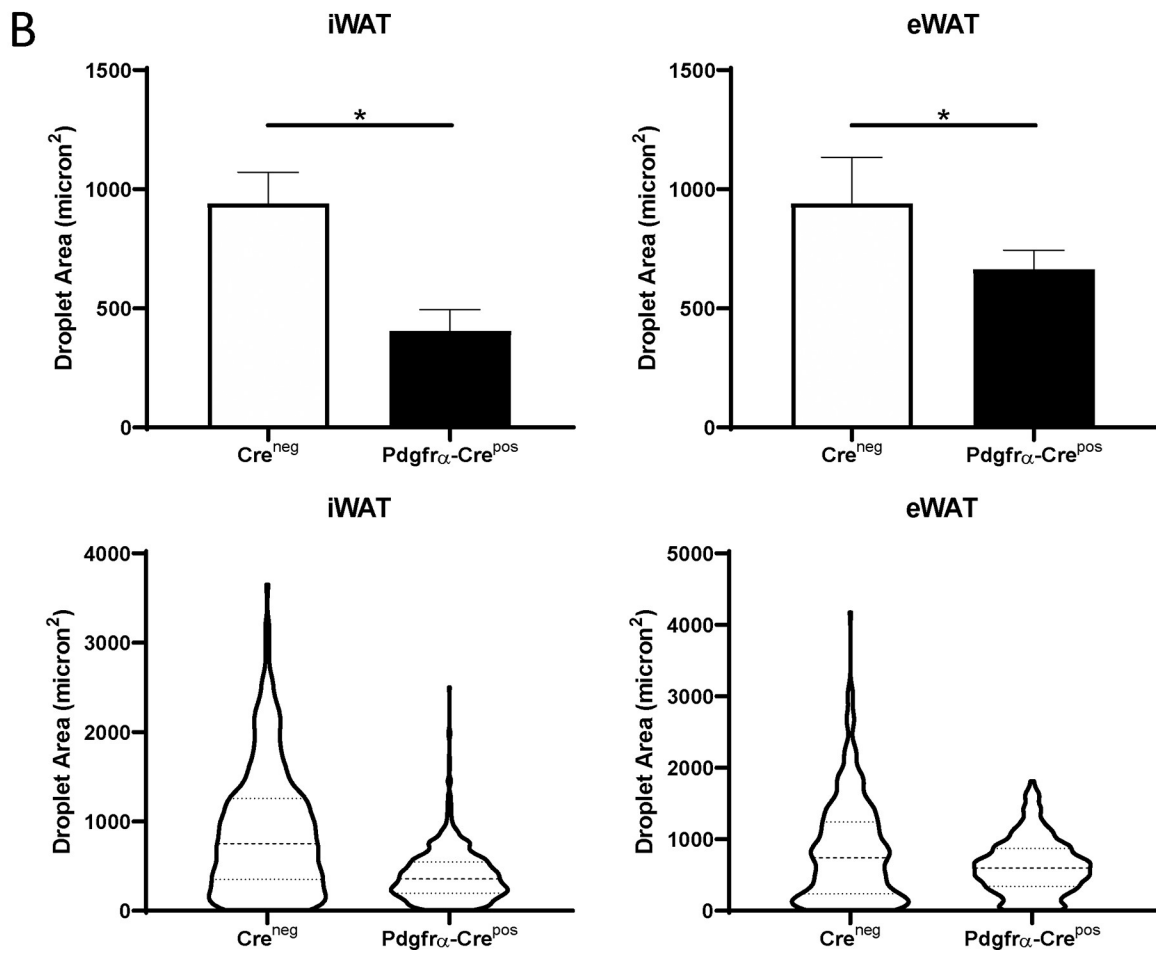 B
iWAT
Droplet Area (micron²)
1500
1000
500
0
*
Creⁿᵉᵍ
Pdgfrα-Creᵖᵒˢ
eWAT
Droplet Area (micron²)
1500
1000
500
0
*
Creⁿᵉᵍ
Pdgfrα-Creᵖᵒˢ
iWAT
Droplet Area (micron²)
4000
3000
2000
1000
0
Creⁿᵉᵍ
Pdgfrα-Creᵖᵒˢ
eWAT
Droplet Area (micron²)
5000
4000
3000
2000
1000
0
Creⁿᵉᵍ
Pdgfrα-Creᵖᵒˢ